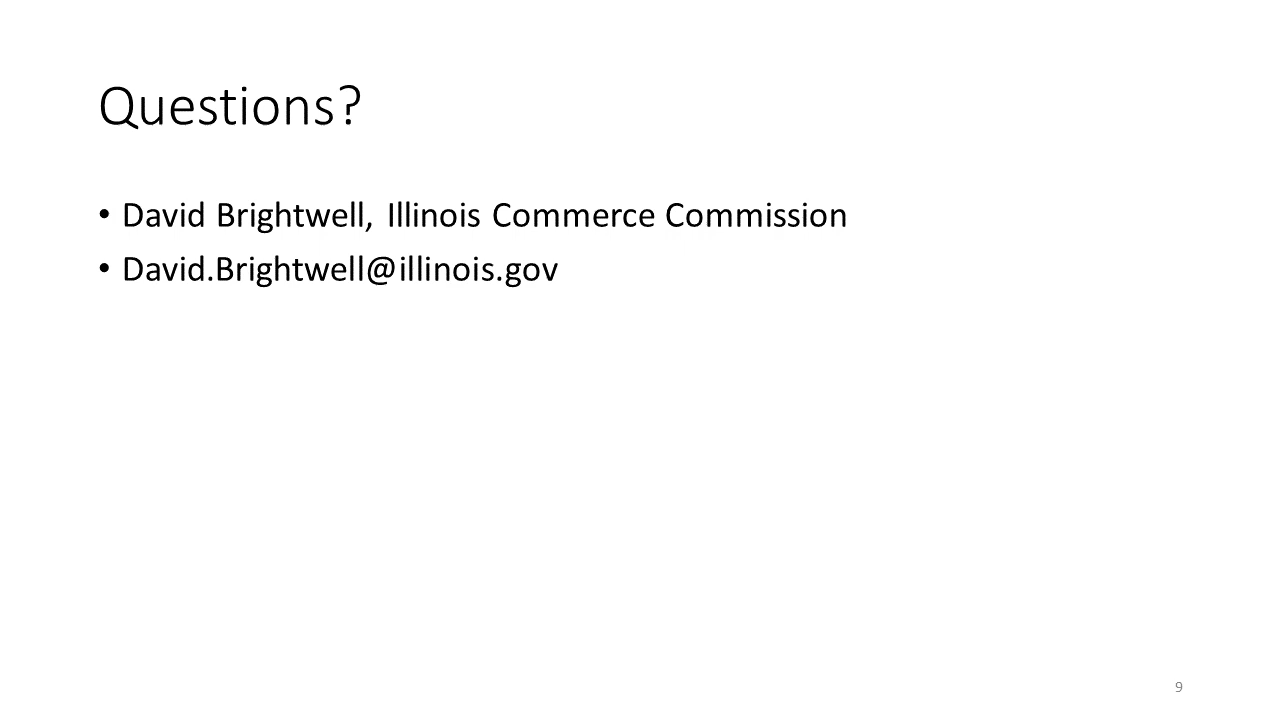 Questions?
• David Brightwell, Illinois Commerce Commission
• David.Brightwell@illinois.gov
9